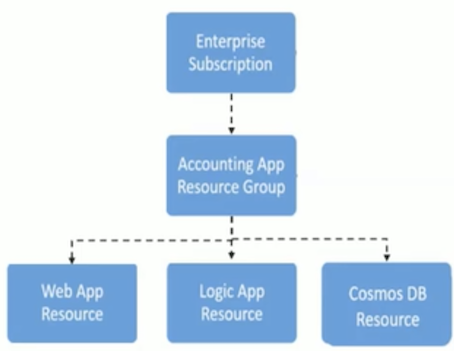 Enterprise
Subscription
Accounting App
Resource Group
Web App
Resource
Logic App
Resource
Cosmos DB
Resource